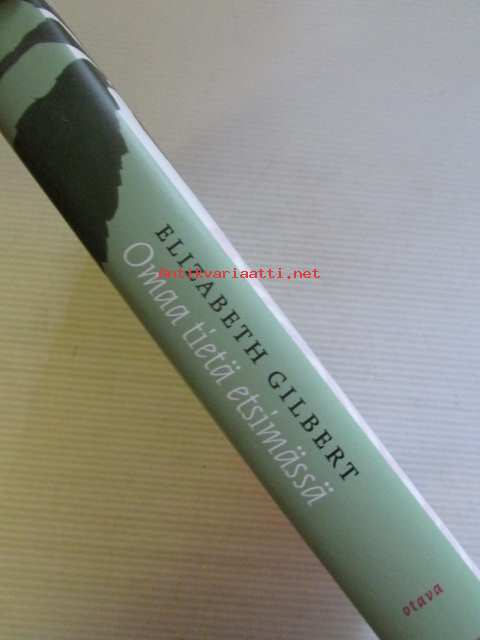 ELIZABETH GILBERT
Omaa tietä etsimässä
otava
Antikvariaatti.net